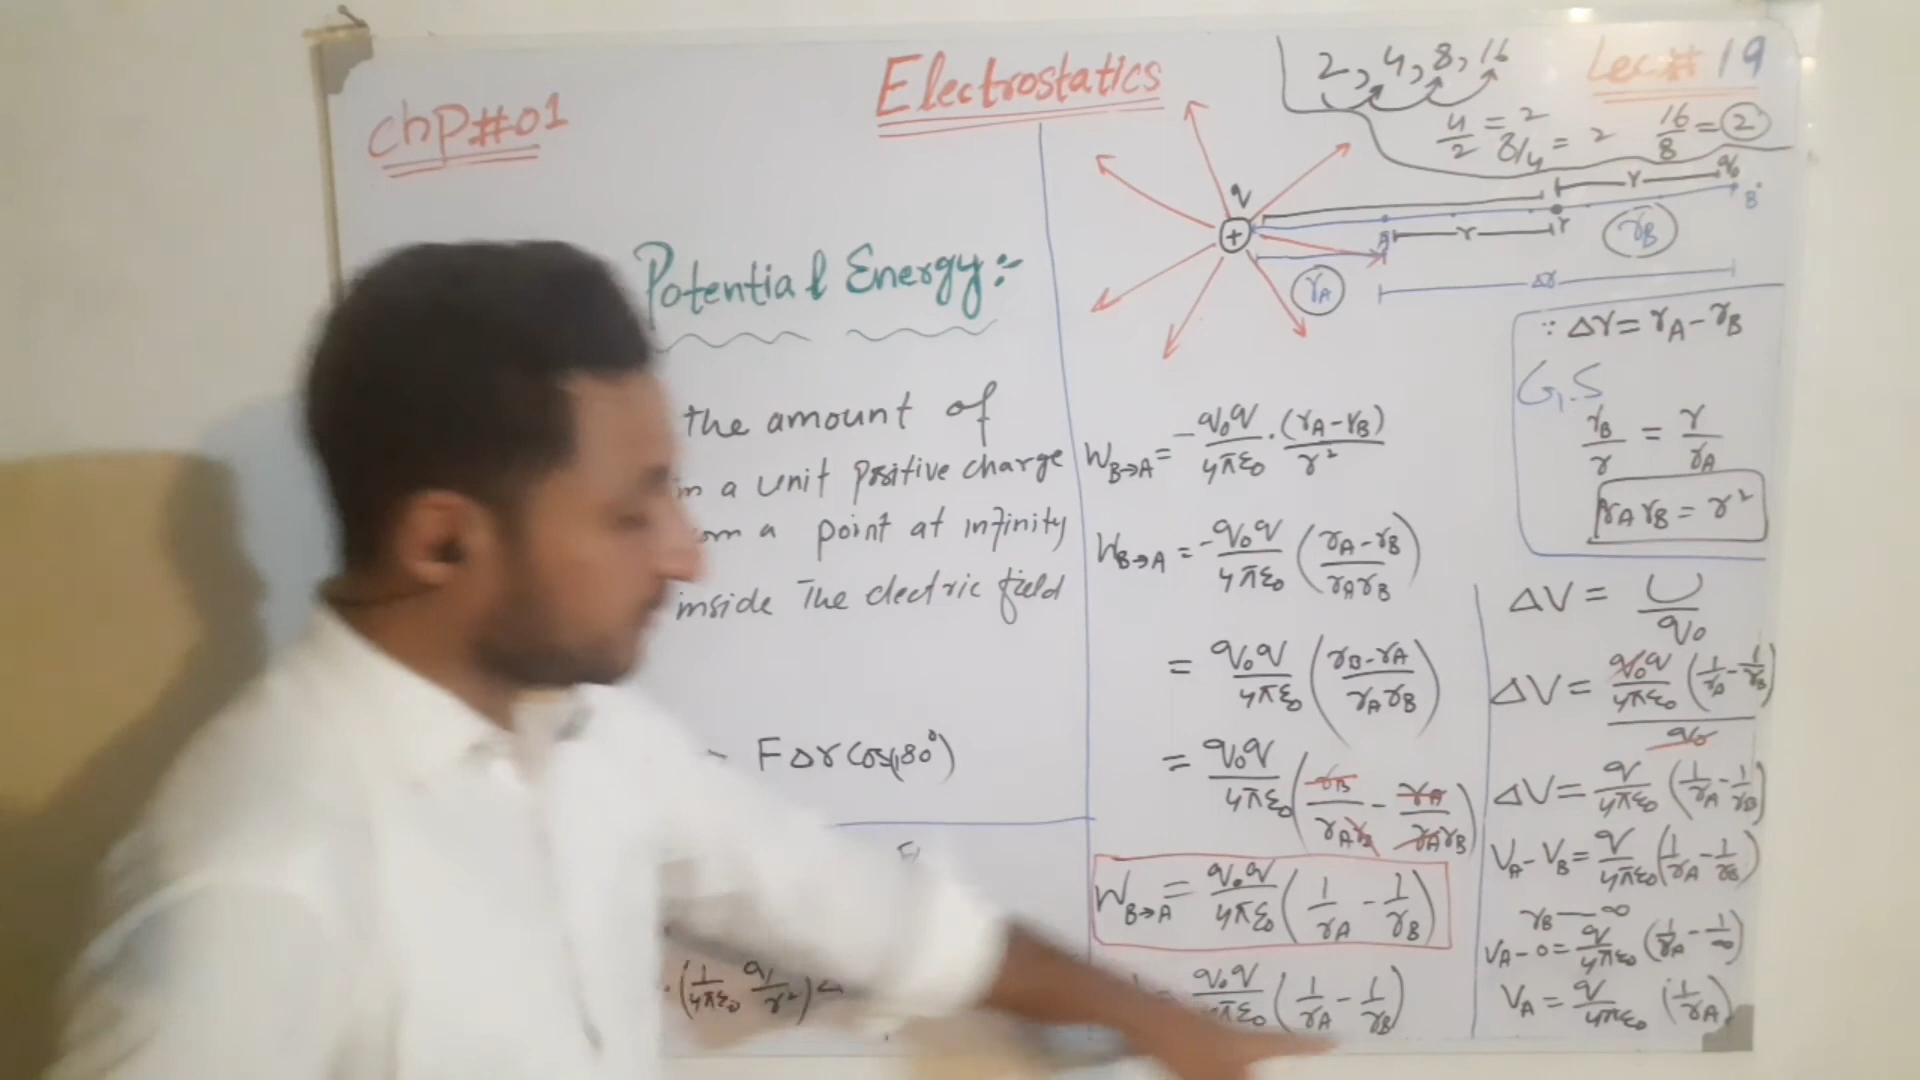 Chp#01
Electrostatics
Lec# 19
2, 4, 8, 16
4/2 = 2
8/4 = 2
16/8 = 2
Potential Energy:-
the amount of
in a unit positive charge
a point at infinity
inside The electric field
FΔr Cos(180°)
(1/4πε₀ q/r²)
q
+
A
r
r
r
q₀
B
r_A
r_B
Δr
∵ Δr = r_A - r_B
G.S
r_B/r = r/r_A
r_A r_B = r²
W_B→A = -q₀q/4πε₀ . (r_A - r_B)/r²
W_B→A = -q₀q/4πε₀ (r_A - r_B/r_A r_B)
= q₀q/4πε₀ (r_B - r_A/r_A r_B)
= q₀q/4πε₀ (r_B/r_A r_B - r_A/r_A r_B)
W_B→A = q₀q/4πε₀ (1/r_A - 1/r_B)
= q₀q/4πε₀ (1/r_A - 1/r_B)
ΔV = U/q₀
ΔV = q₀q/4πε₀ (1/r_A - 1/r_B) / q₀
ΔV = q/4πε₀ (1/r_A - 1/r_B)
V_A - V_B = q/4πε₀ (1/r_A - 1/r_B)
r_B — ∞
V_A - 0 = q/4πε₀ (1/r_A - 1/∞)
V_A = q/4πε₀ (1/r_A)